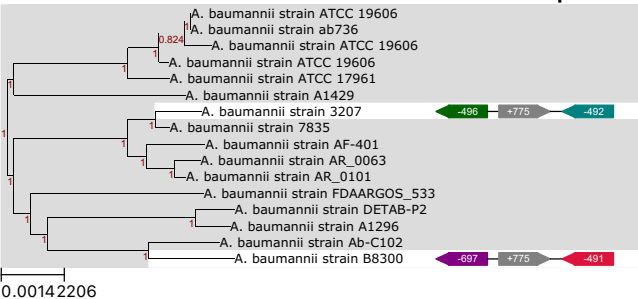 A. baumannii strain ATCC 19606
1 A. baumannii strain ab736
0.824 A. baumannii strain ATCC 19606
1 A. baumannii strain ATCC 19606
1 A. baumannii strain ATCC 17961
1 A. baumannii strain A1429
A. baumannii strain 3207 -496 +775 -492
1 1 A. baumannii strain 7835
1 A. baumannii strain AF-401
1 A. baumannii strain AR_0063
1 1 A. baumannii strain AR_0101
A. baumannii strain FDAARGOS_533
A. baumannii strain DETAB-P2
1 1 A. baumannii strain A1296
1 A. baumannii strain Ab-C102
1 A. baumannii strain B8300 -697 +775 -491
0.00142206